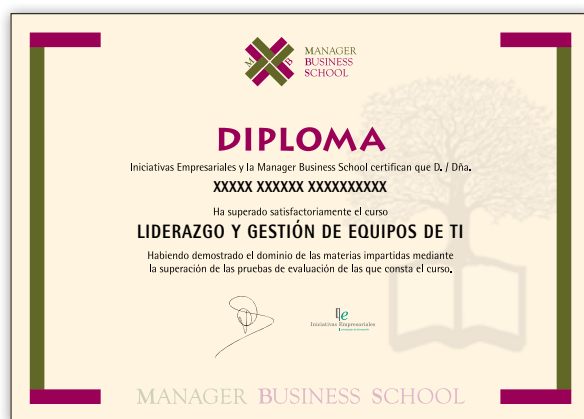 M B S
MANAGER
BUSINESS
SCHOOL
DIPLOMA
Iniciativas Empresariales y la Manager Business School certifican que D. / Dña.
XXXXX XXXXXX XXXXXXXXXX
Ha superado satisfactoriamente el curso
LIDERAZGO Y GESTIÓN DE EQUIPOS DE TI
Habiendo demostrado el dominio de las materias impartidas mediante
la superación de las pruebas de evaluación de las que consta el curso.
Iniciativas Empresariales
MANAGER BUSINESS SCHOOL